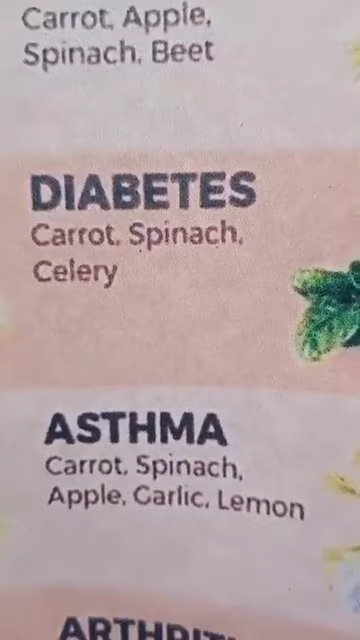 Carrot, Apple,
Spinach, Beet
DIABETES
Carrot, Spinach,
Celery
ASTHMA
Carrot, Spinach,
Apple, Garlic, Lemon